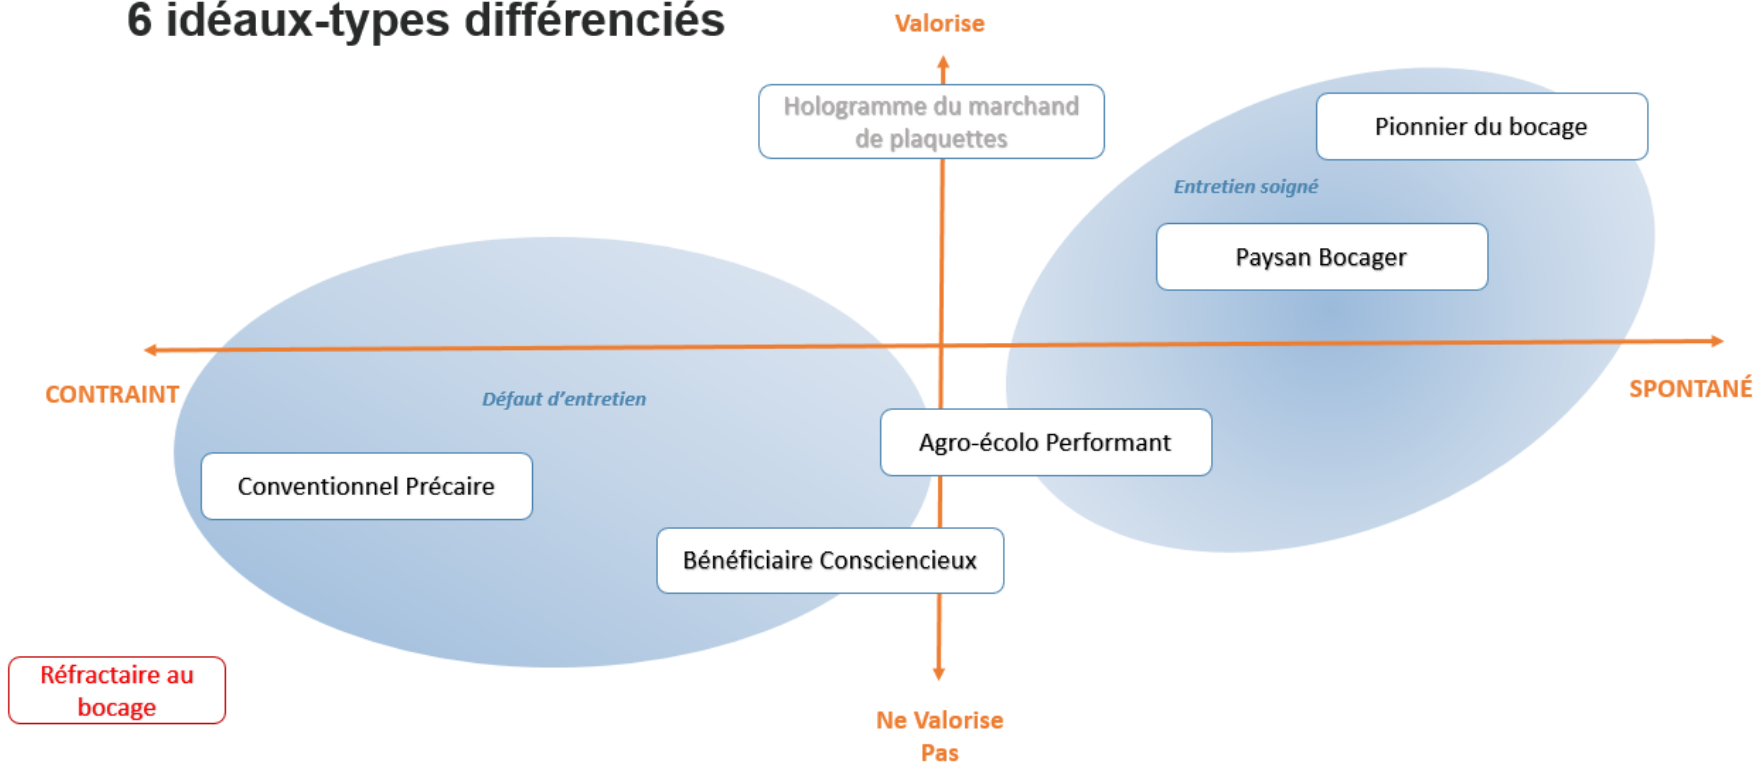 6 idéaux-types différenciés
Valorise
Hologramme du marchand
de plaquettes
Pionnier du bocage
Entretien soigné
Paysan Bocager
CONTRAINT
SPONTANÉ
Défaut d’entretien
Agro-écolo Performant
Conventionnel Précaire
Bénéficiaire Consciencieux
Réfractaire au
bocage
Ne Valorise
Pas